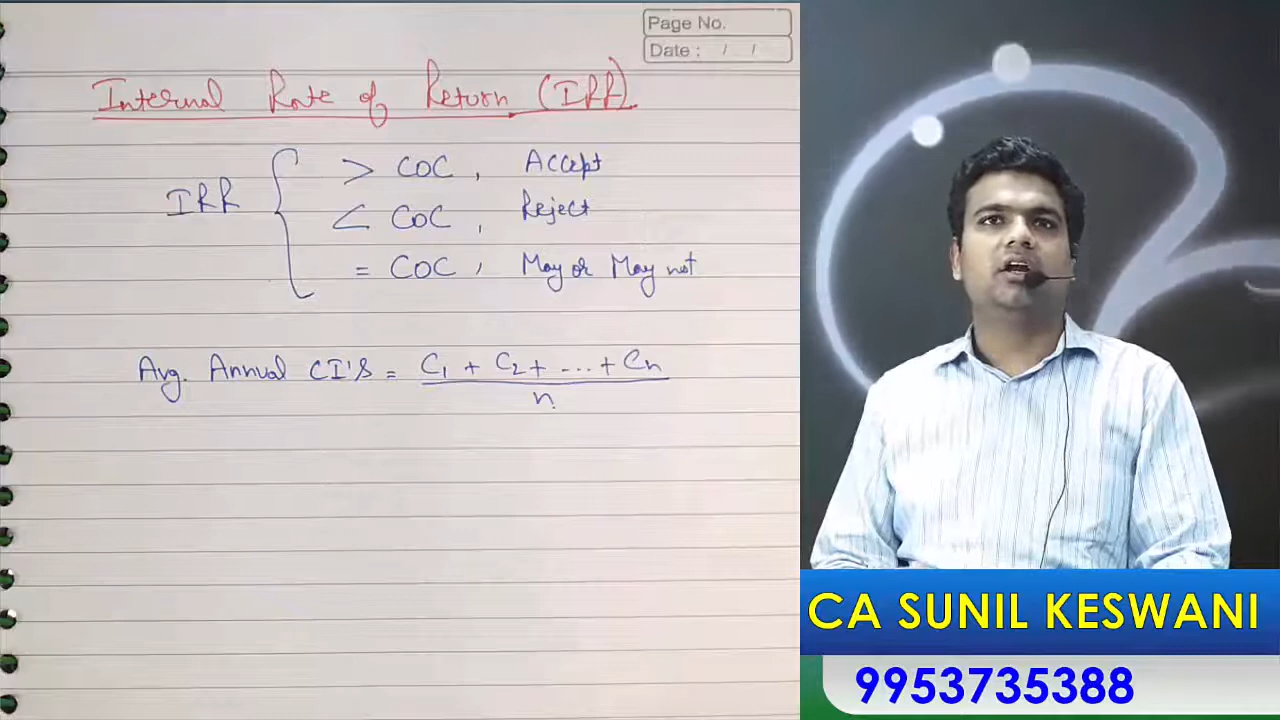 Page No.
Date : / /
Internal Rate of Return (IRR)
IRR { > COC, Accept
< COC, Reject
= COC, May or May not
Avg. Annual CI'S = C1 + C2 + ... + Cn
n
CA SUNIL KESWANI
9953735388